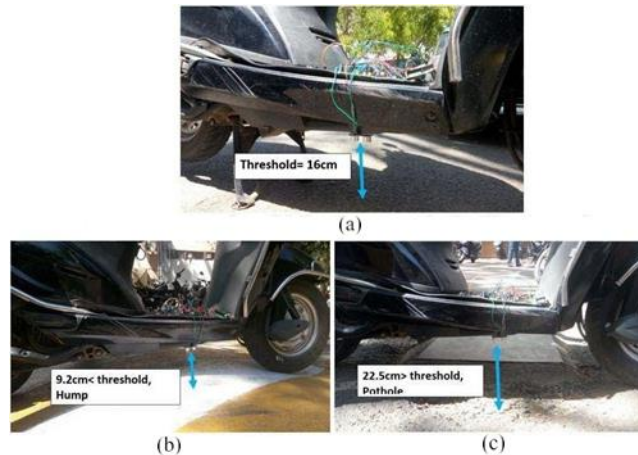 Threshold= 16cm
(a)
9.2cm< threshold,
Hump
22.5cm> threshold,
Pothole
(b)
(c)